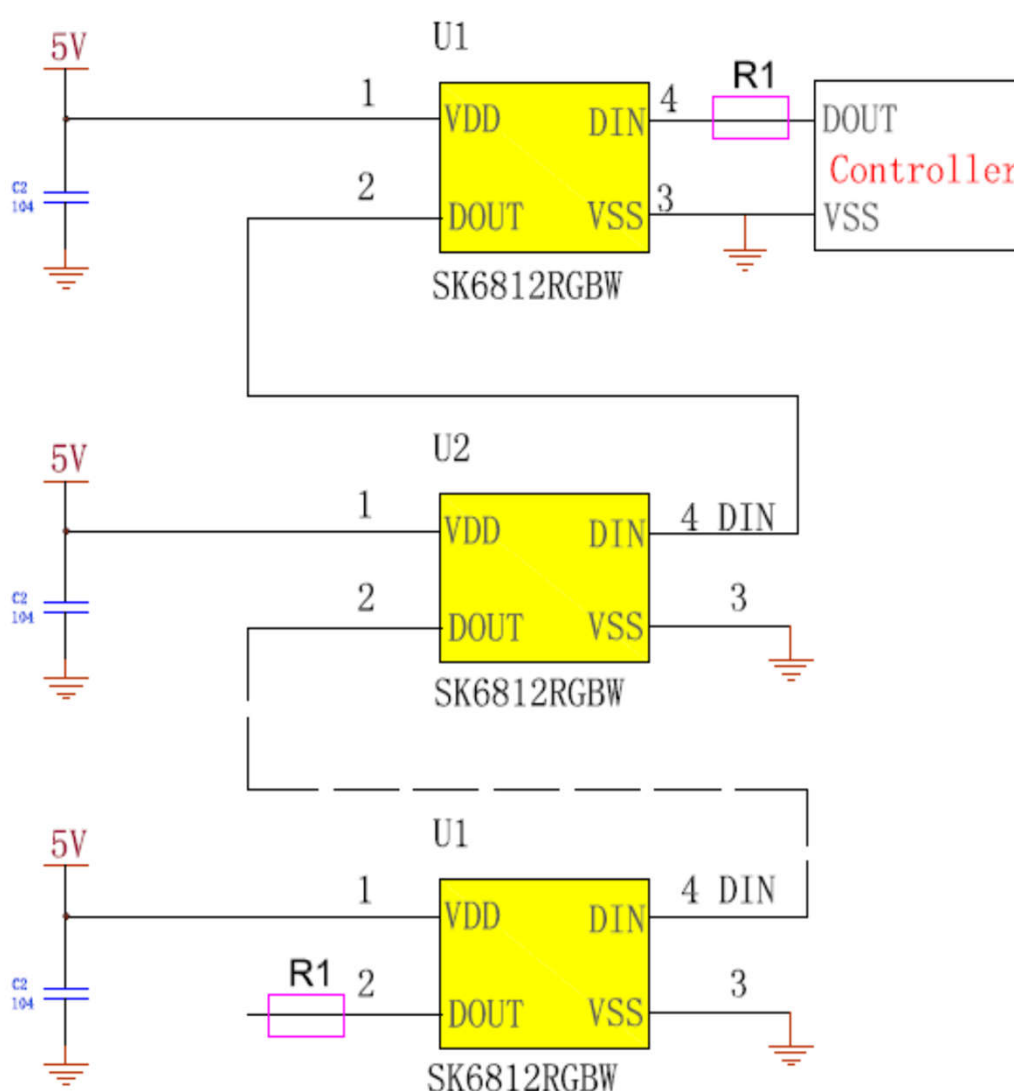 U1
5V
R1
1
4
VDD
DIN
DOUT
Controller
C2
104
2
3
DOUT
VSS
VSS
SK6812RGBW
U2
5V
1
4 DIN
VDD
DIN
C2
104
2
3
DOUT
VSS
SK6812RGBW
U1
5V
1
4 DIN
VDD
DIN
R1
C2
104
2
3
DOUT
VSS
SK6812RGBW